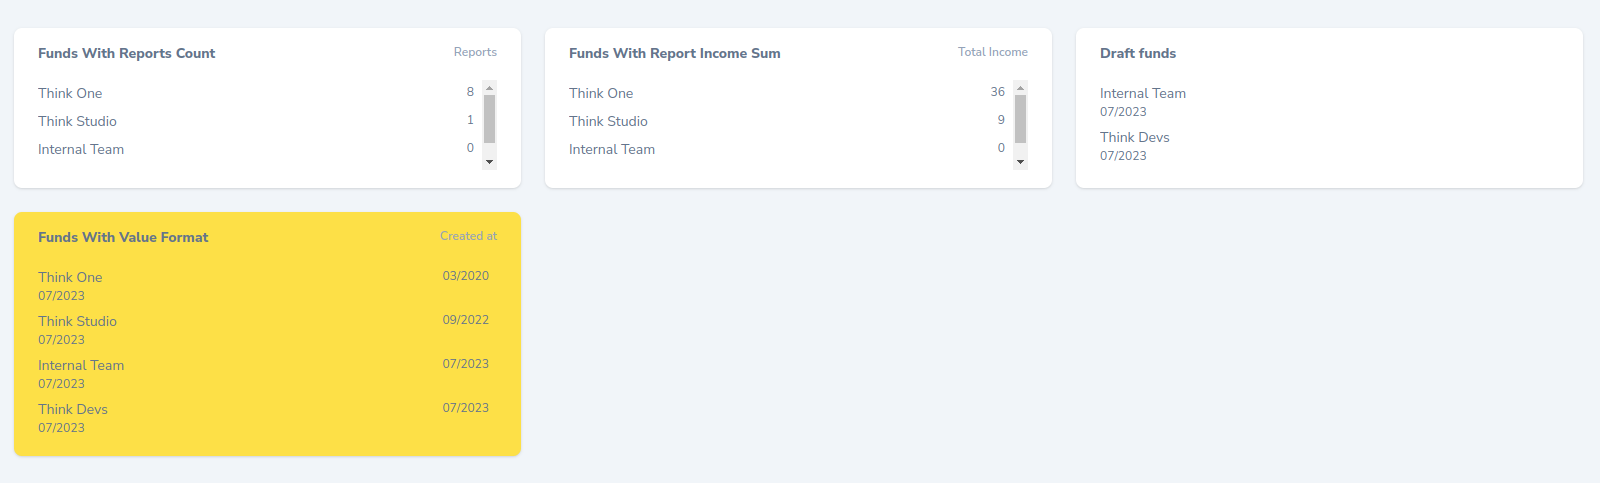 Funds With Reports Count Reports
Think One 8
Think Studio 1
Internal Team 0
Funds With Report Income Sum Total Income
Think One 36
Think Studio 9
Internal Team 0
Draft funds
Internal Team
07/2023
Think Devs
07/2023
Funds With Value Format Created at
Think One 03/2020
07/2023
Think Studio 09/2022
07/2023
Internal Team 07/2023
07/2023
Think Devs 07/2023
07/2023